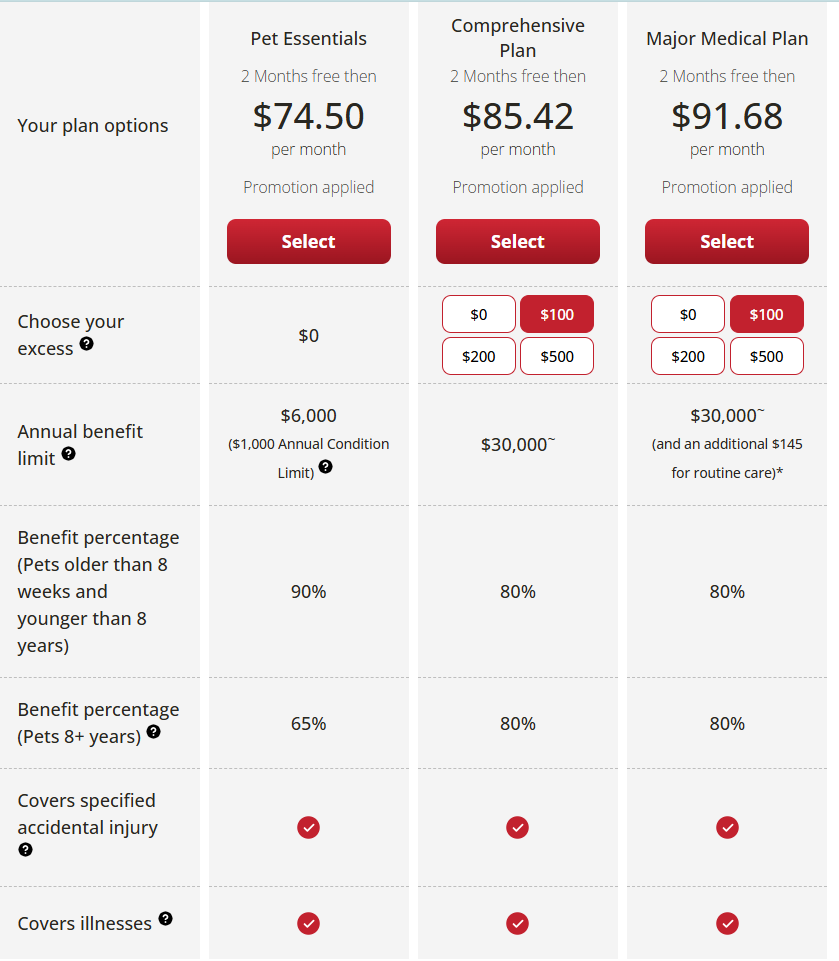 Your plan options
Pet Essentials
2 Months free then
$74.50
per month
Promotion applied
Select
Comprehensive
Plan
2 Months free then
$85.42
per month
Promotion applied
Select
Major Medical Plan
2 Months free then
$91.68
per month
Promotion applied
Select
Choose your
excess ?
$0
$0 $100
$200 $500
$0 $100
$200 $500
Annual benefit
limit ?
$6,000
($1,000 Annual Condition
Limit) ?
$30,000~
$30,000~
(and an additional $145
for routine care)*
Benefit percentage
(Pets older than 8
weeks and
younger than 8
years)
90%
80%
80%
Benefit percentage
(Pets 8+ years) ?
65%
80%
80%
Covers specified
accidental injury
?
Covers illnesses ?